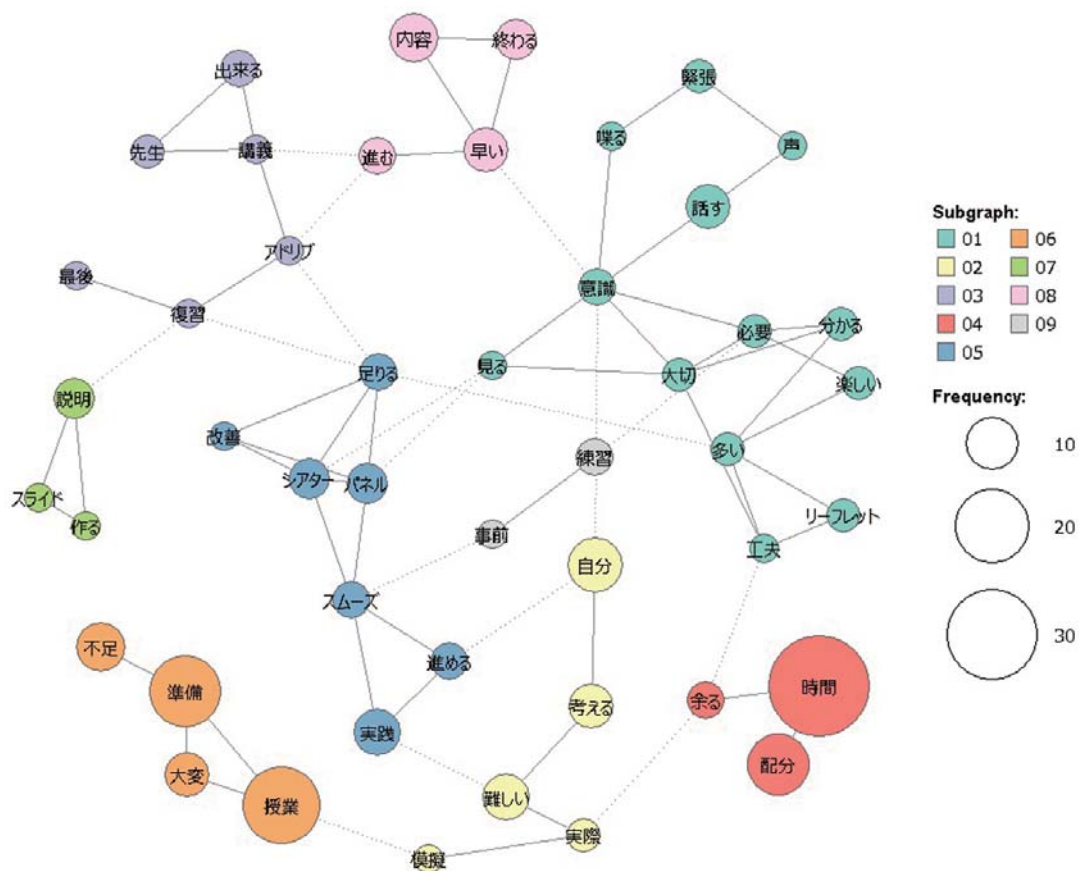 内容
終わる
出来る
緊張
喋る
声
先生
講義
進む
早い
話す
アドリブ
最後
復習
意識
必要
分かる
見る
大切
楽しい
足りる
説明
改善
シアター
パネル
多い
練習
スライド
作る
事前
リーフレット
工夫
自分
スムーズ
不足
進める
準備
考える
余る
時間
実践
大変
配分
授業
難しい
実際
模擬
Subgraph:
01 06
02 07
03 08
04 09
05
Frequency:
10
20
30